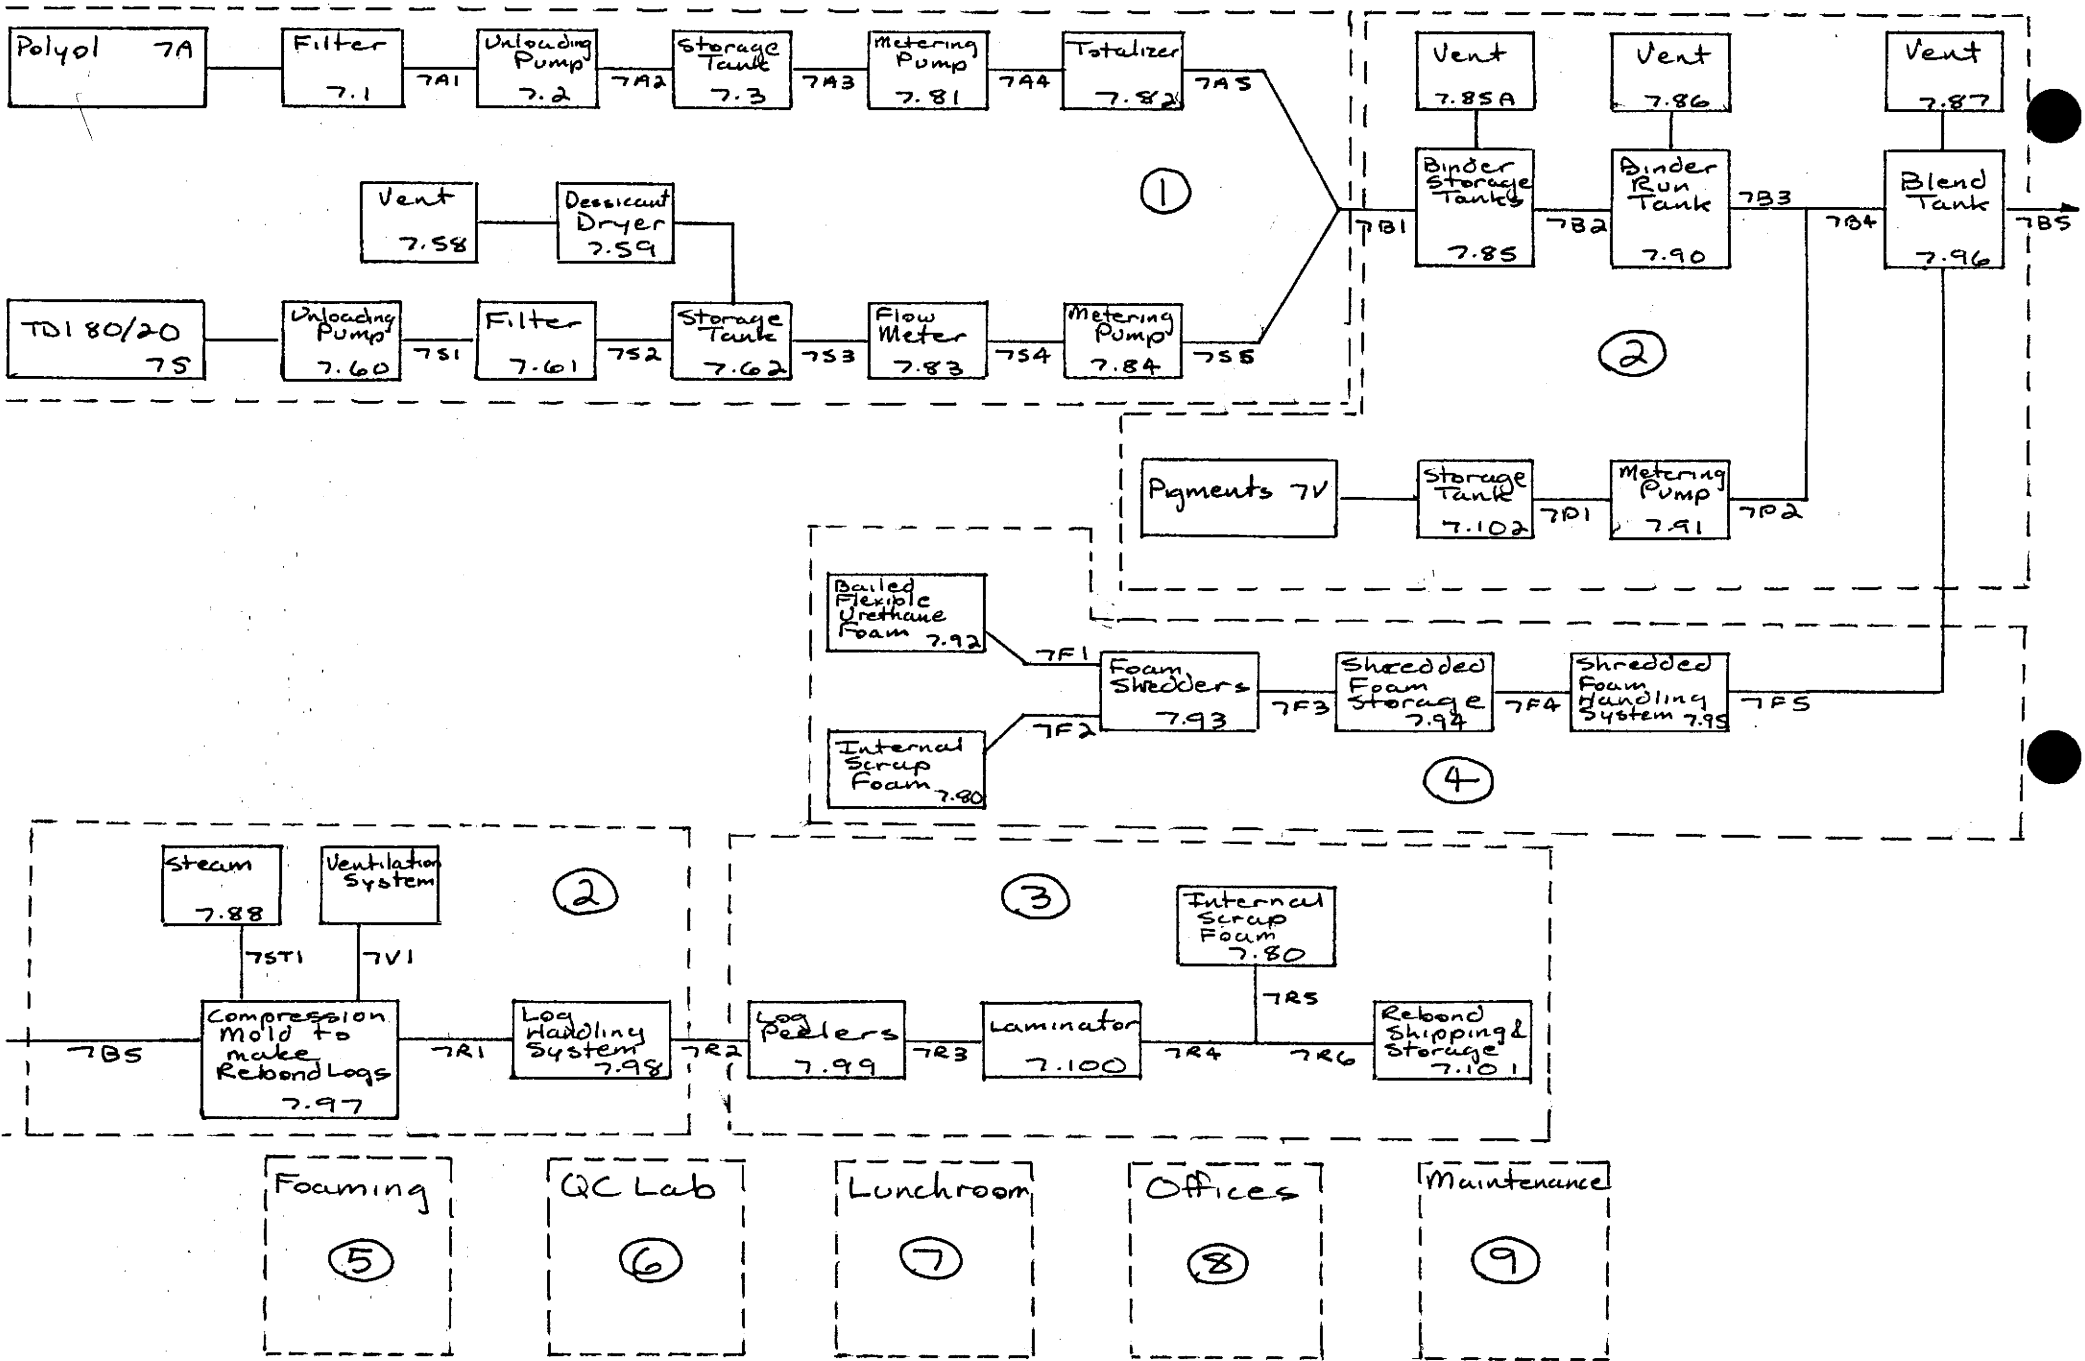 Polyol 7A
Filter
7.1
7A1
Unloading
Pump
7.2
7A2
Storage
Tank
7.3
7A3
Metering
Pump
7.81
7A4
Totalizer
7.82
7A5
Vent
7.85A
Vent
7.86
Vent
7.87
Vent
7.58
Dessicant
Dryer
7.59
1
7B1
Binder
Storage
Tanks
7.85
7B2
Binder
Run
Tank
7.90
7B3
7B4
Blend
Tank
7.96
7B5
TDI 80/20
7S
Unloading
Pump
7.60
7S1
Filter
7.61
7S2
Storage
Tank
7.62
7S3
Flow
Meter
7.83
7S4
Metering
Pump
7.84
7S5
2
Pigments 7V
Storage
Tank
7.102
7P1
Metering
Pump
7.91
7P2
Bailed
Flexible
Urethane
Foam 7.92
7F1
Internal
Scrap
Foam 7.80
7F2
Foam
Shredders
7.93
7F3
Shredded
Foam
Storage
7.94
7F4
Shredded
Foam
Handling
System 7.95
7F5
4
Steam
7.88
7ST1
Ventilation
System
7V1
2
7B5
Compression
Mold to
make
Rebond Logs
7.97
7R1
Log
Handling
System
7.98
7R2
3
Log
Peelers
7.99
7R3
Laminator
7.100
7R4
Internal
Scrap
Foam
7.80
7R5
7R6
Rebond
Shipping &
Storage
7.101
Foaming
5
QC Lab
6
Lunchroom
7
Offices
8
Maintenance
9